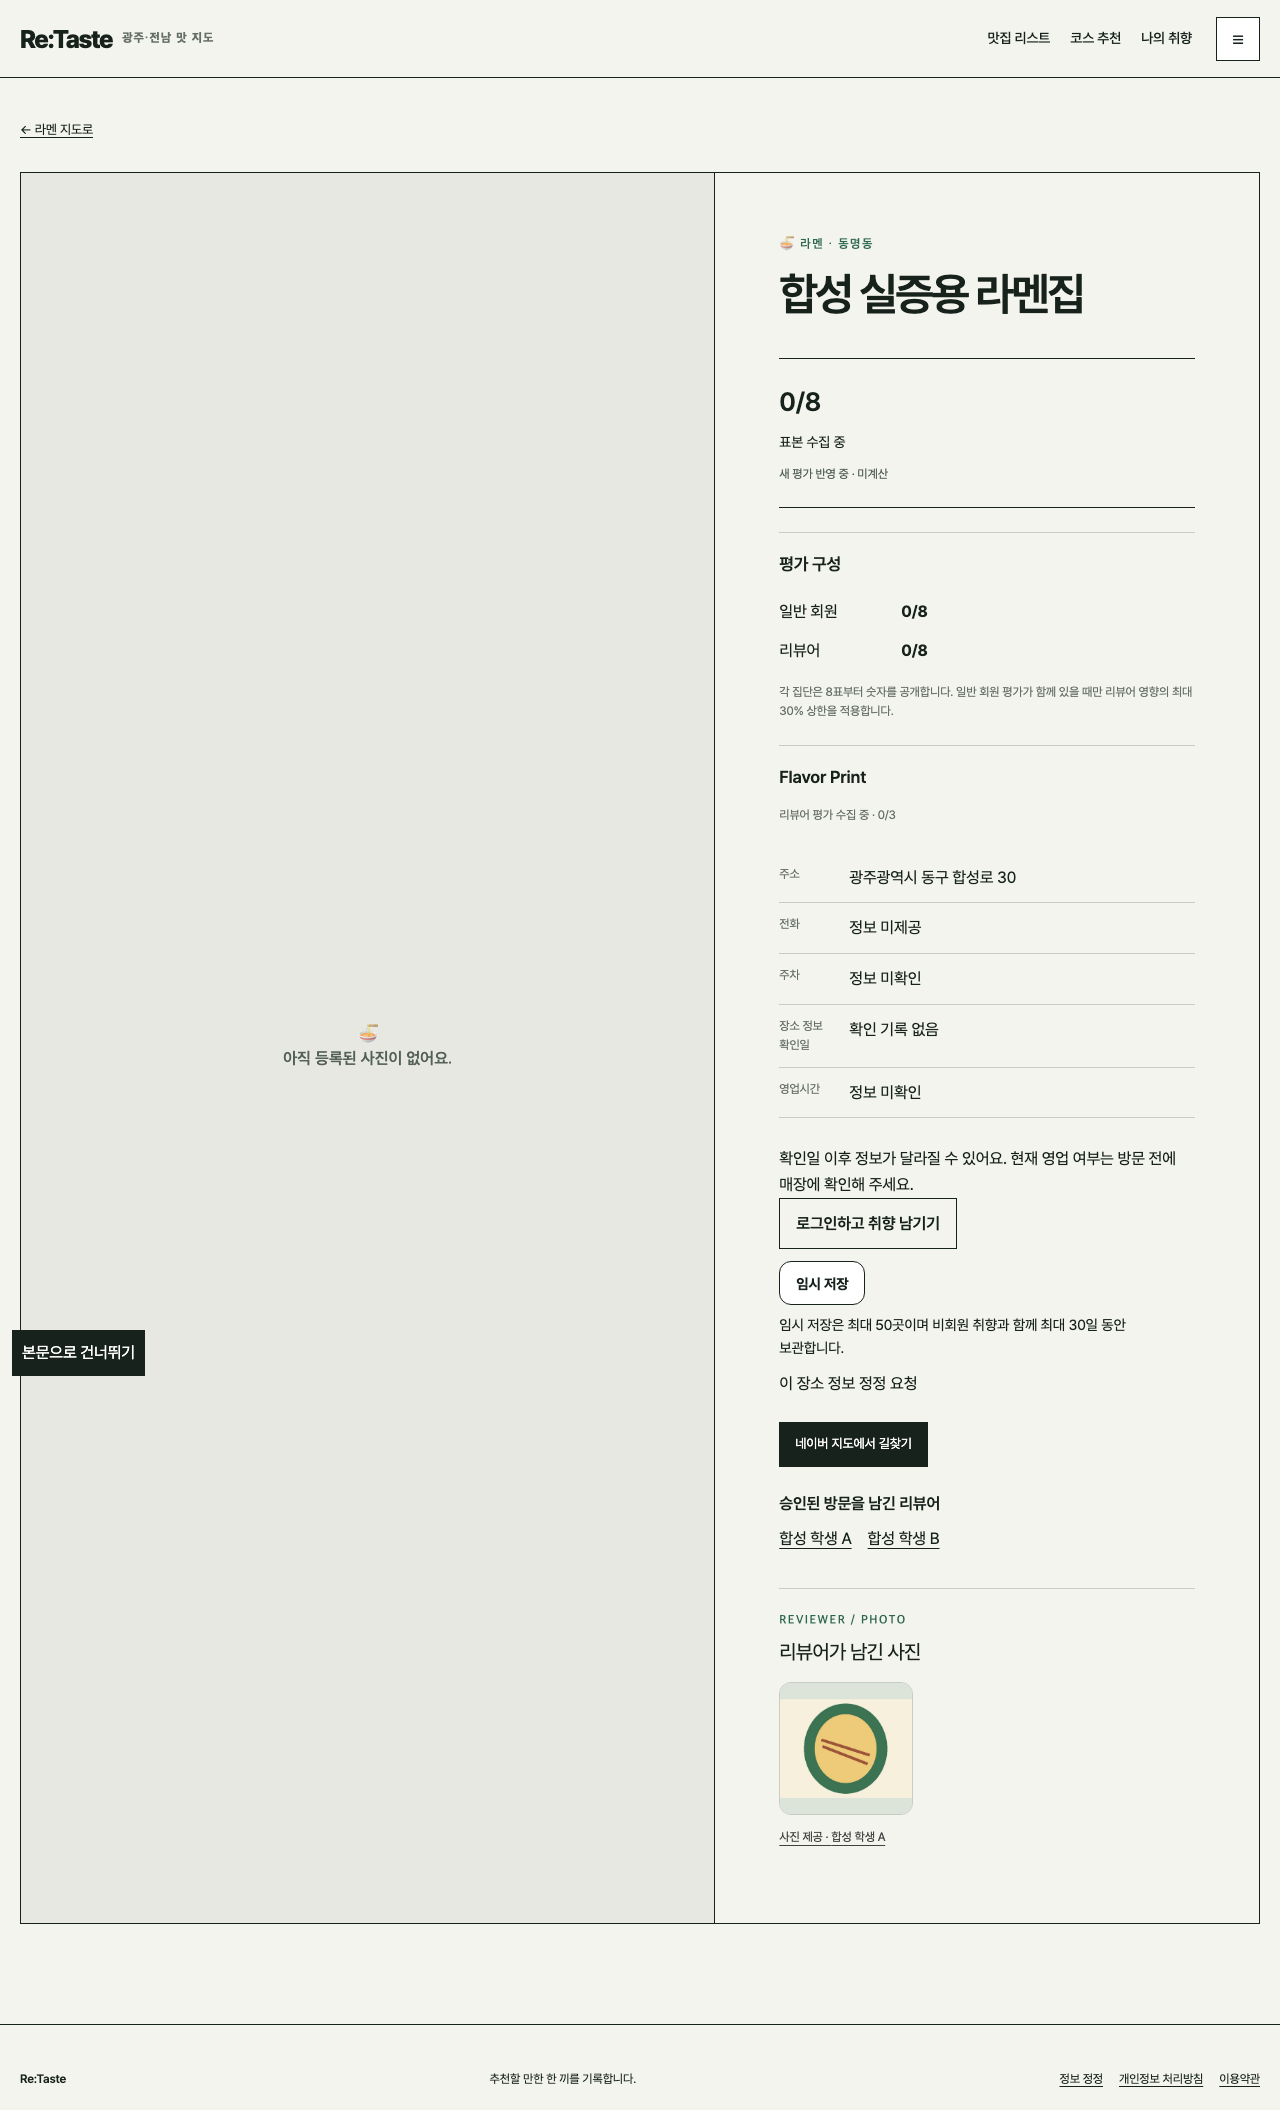 Re:Taste 광주·전남 맛 지도
맛집 리스트 코스 추천 나의 취향
← 라멘 지도로
아직 등록된 사진이 없어요.
본문으로 건너뛰기
라멘 · 동명동
합성 실증용 라멘집
0/8
표본 수집 중
새 평가 반영 중 · 미계산
평가 구성
일반 회원 0/8
리뷰어 0/8
각 집단은 8표부터 숫자를 공개합니다. 일반 회원 평가가 함께 있을 때만 리뷰어 영향의 최대
30% 상한을 적용합니다.
Flavor Print
리뷰어 평가 수집 중 · 0/3
주소 광주광역시 동구 합성로 30
전화 정보 미제공
주차 정보 미확인
장소 정보 확인 기록 없음
확인일
영업시간 정보 미확인
확인일 이후 정보가 달라질 수 있어요. 현재 영업 여부는 방문 전에
매장에 확인해 주세요.
로그인하고 취향 남기기
임시 저장
임시 저장은 최대 50곳이며 비회원 취향과 함께 최대 30일 동안
보관합니다.
이 장소 정보 정정 요청
네이버 지도에서 길찾기
승인된 방문을 남긴 리뷰어
합성 학생 A 합성 학생 B
REVIEWER / PHOTO
리뷰어가 남긴 사진
사진 제공 · 합성 학생 A
Re:Taste
추천할 만한 한 끼를 기록합니다.
정보 정정 개인정보 처리방침 이용약관